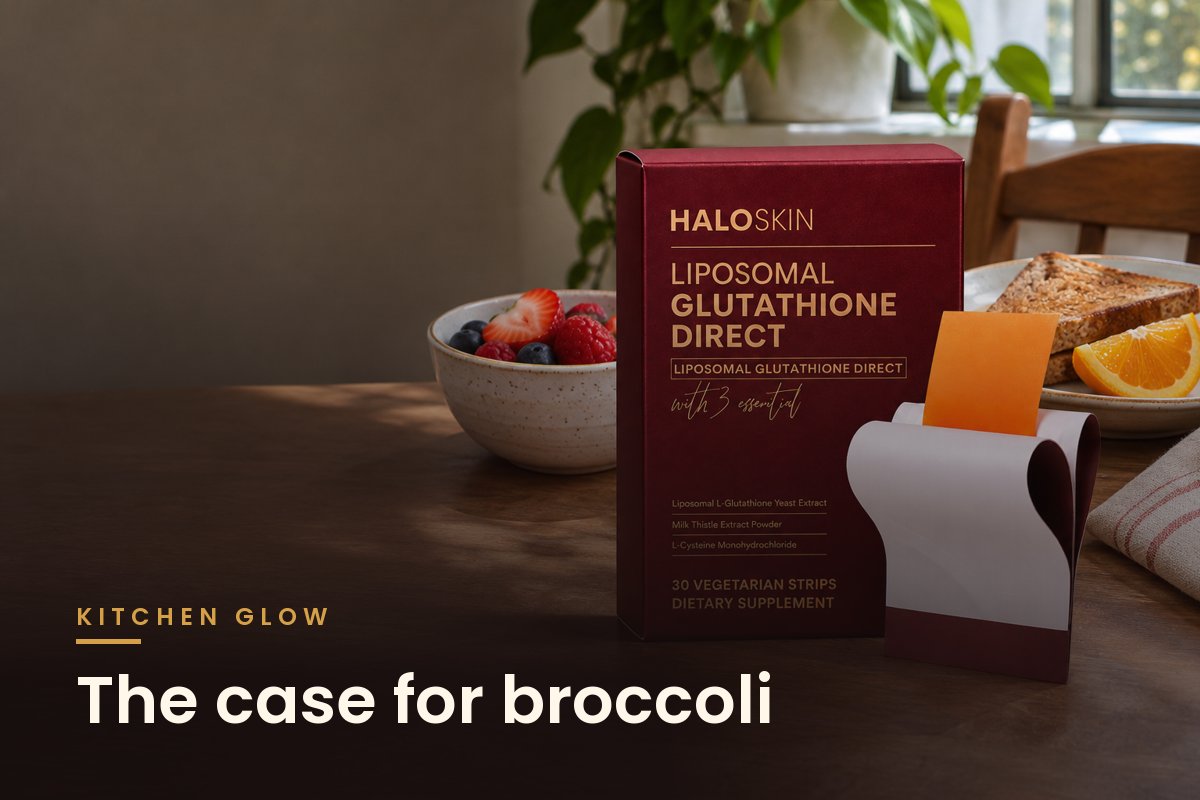 HALOSKIN
LIPOSOMAL
GLUTATHIONE
DIRECT
LIPOSOMAL GLUTATHIONE DIRECT
with 3 essential
Liposomal L-Glutathione Yeast Extract
Milk Thistle Extract Powder
L-Cysteine Monohydrochloride
30 VEGETARIAN STRIPS
DIETARY SUPPLEMENT
KITCHEN GLOW
The case for broccoli